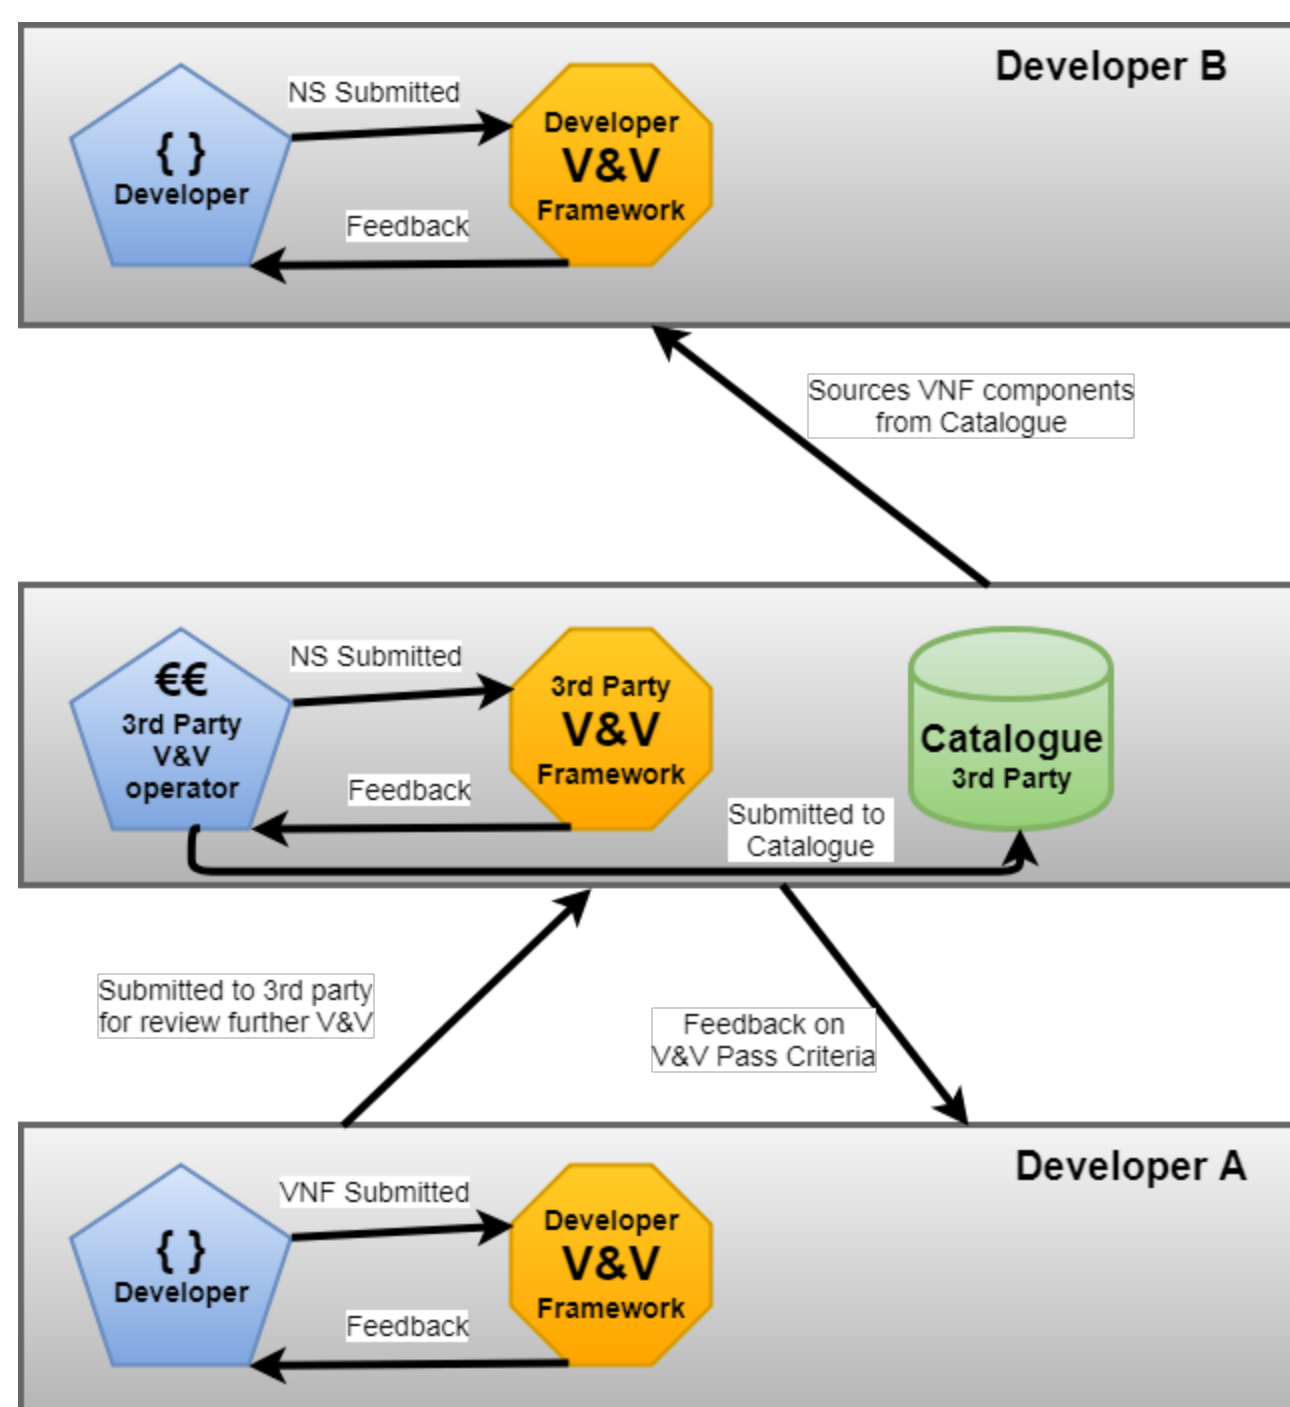 Developer B
NS Submitted
{ }
Developer
Developer
V&V
Framework
Feedback
Sources VNF components
from Catalogue
NS Submitted
€€
3rd Party
V&V
operator
3rd Party
V&V
Framework
Feedback
Catalogue
3rd Party
Submitted to
Catalogue
Submitted to 3rd party
for review further V&V
Feedback on
V&V Pass Criteria
Developer A
VNF Submitted
{ }
Developer
Developer
V&V
Framework
Feedback